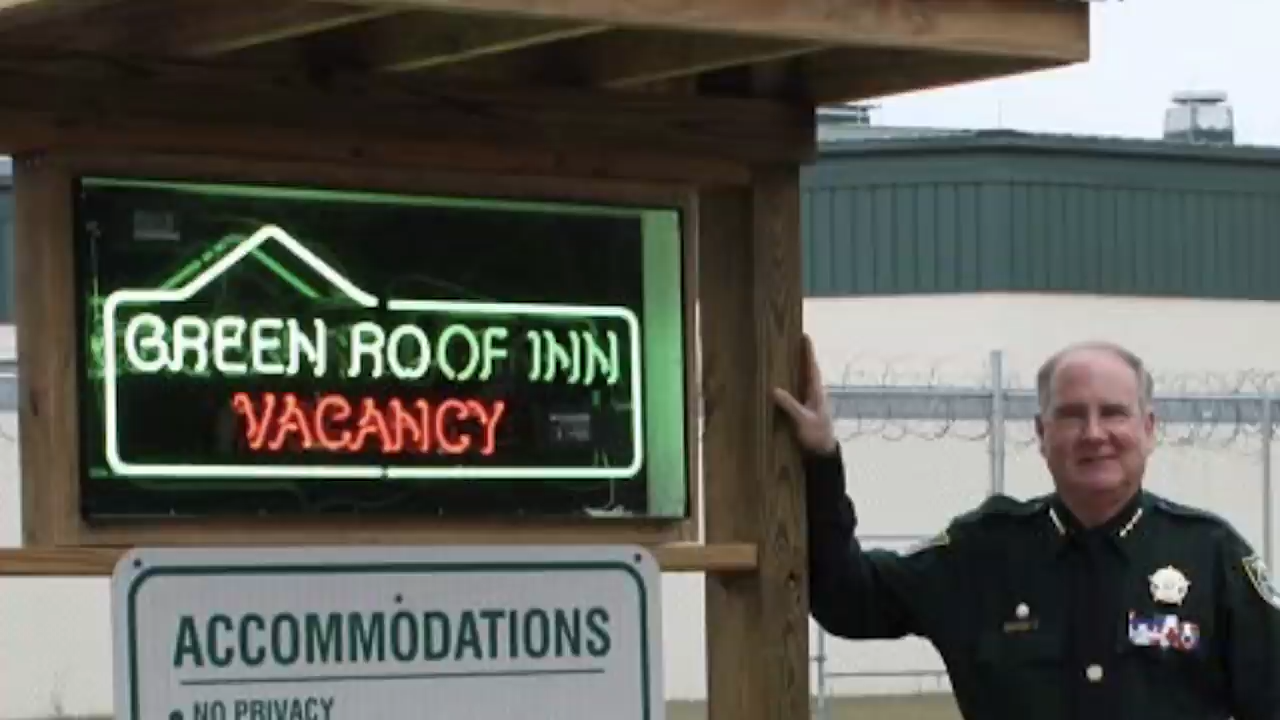 GREEN ROOF INN
VACANCY
ACCOMMODATIONS
• NO PRIVACY